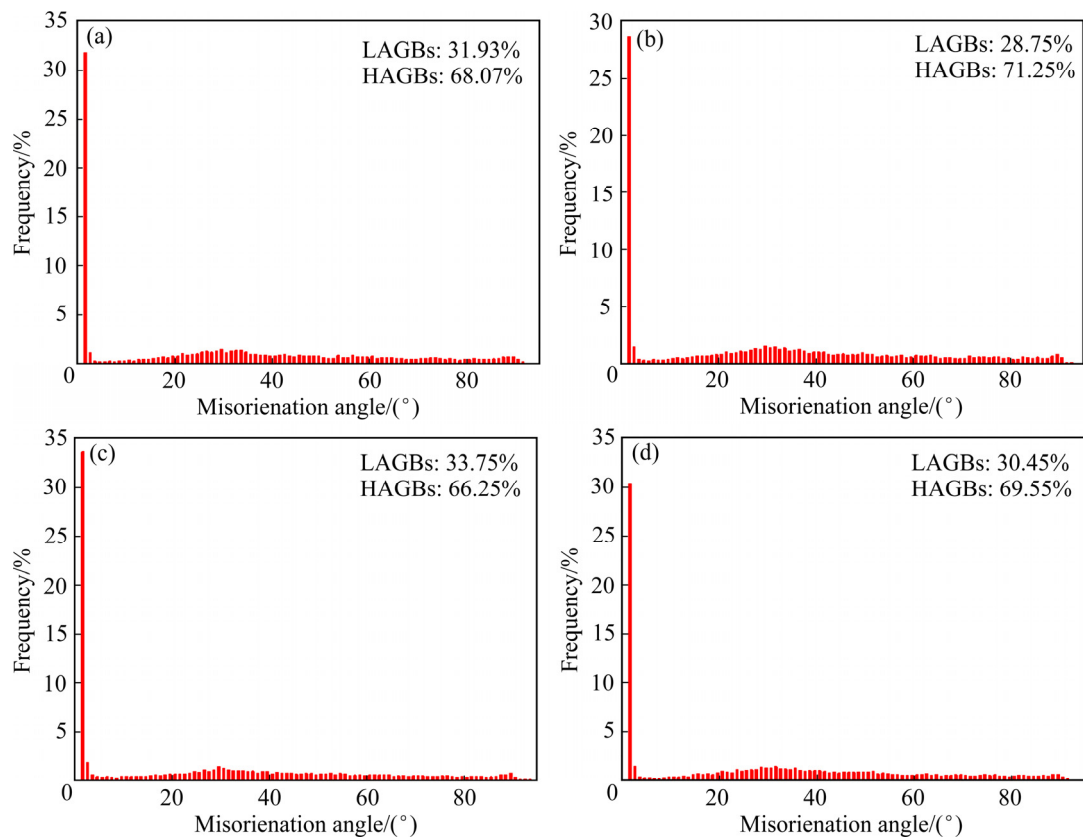 (a)
LAGBs: 31.93%
HAGBs: 68.07%
Frequency/%
35
30
25
20
15
10
5
0
20
40
60
80
Misorienation angle/(°)
(b)
LAGBs: 28.75%
HAGBs: 71.25%
Frequency/%
30
25
20
15
10
5
0
20
40
60
80
Misorienation angle/(°)
(c)
LAGBs: 33.75%
HAGBs: 66.25%
Frequency/%
35
30
25
20
15
10
5
0
20
40
60
80
Misorienation angle/(°)
(d)
LAGBs: 30.45%
HAGBs: 69.55%
Frequency/%
35
30
25
20
15
10
5
0
20
40
60
80
Misorienation angle/(°)